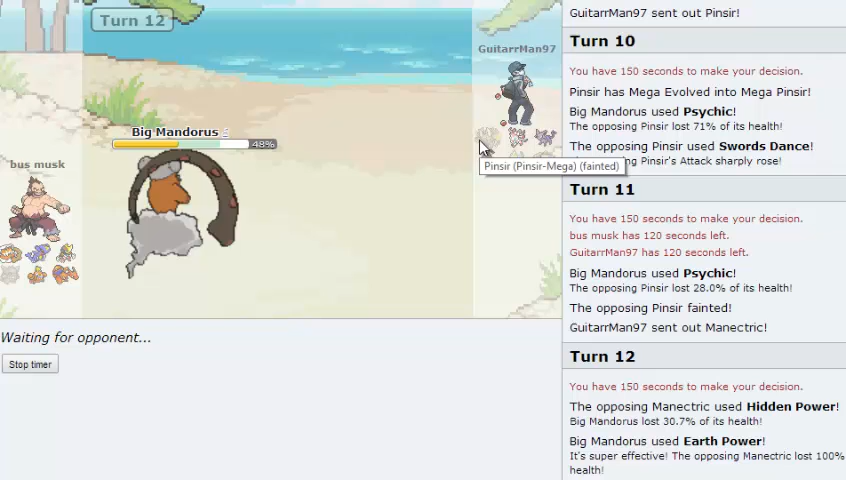 Turn 12
GuitarrMan97
Big Mandorus
48%
bus musk
Pinsir (Pinsir-Mega) (fainted)
Waiting for opponent...
Stop timer
GuitarrMan97 sent out Pinsir!
Turn 10
You have 150 seconds to make your decision.
Pinsir has Mega Evolved into Mega Pinsir!
Big Mandorus used Psychic!
The opposing Pinsir lost 71% of its health!
The opposing Pinsir used Swords Dance!
Pinsir's Attack sharply rose!
Turn 11
You have 150 seconds to make your decision.
bus musk has 120 seconds left.
GuitarrMan97 has 120 seconds left.
Big Mandorus used Psychic!
The opposing Pinsir lost 28.0% of its health!
The opposing Pinsir fainted!
GuitarrMan97 sent out Manectric!
Turn 12
You have 150 seconds to make your decision.
The opposing Manectric used Hidden Power!
Big Mandorus lost 30.7% of its health!
Big Mandorus used Earth Power!
It's super effective! The opposing Manectric lost 100%
health!